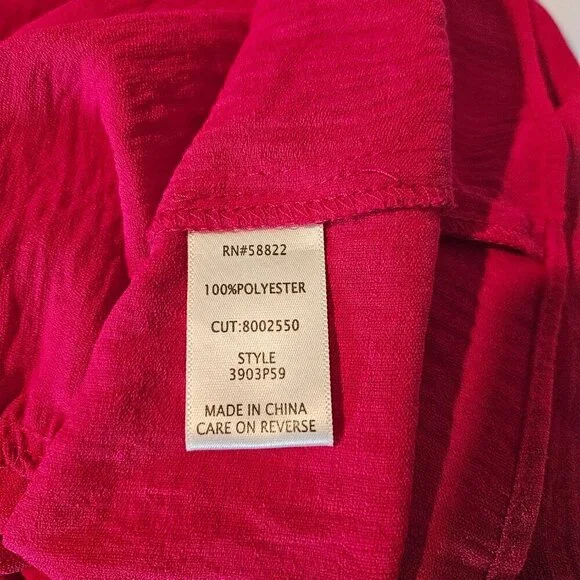 RN#58822
100%POLYESTER
CUT:8002550
STYLE
3903P59
MADE IN CHINA
CARE ON REVERSE